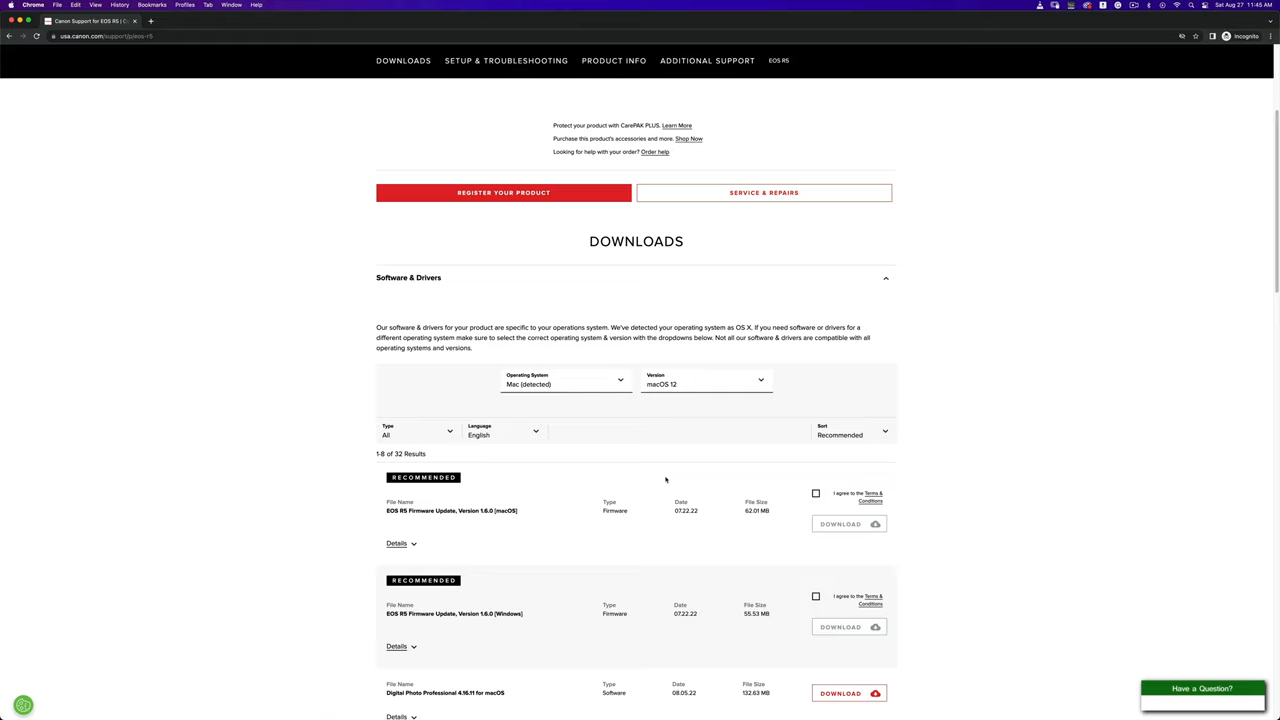 Chrome File Edit View History Bookmarks Profiles Tab Window Help
Sat Aug 27 11:45 AM
Canon Support for EOS R5 | C
usa.canon.com/support/p/eos-r5
Incognito
DOWNLOADS SETUP & TROUBLESHOOTING PRODUCT INFO ADDITIONAL SUPPORT EOS R5
Protect your product with CarePAK PLUS. Learn More
Purchase this product's accessories and more. Shop Now
Looking for help with your order? Order help
REGISTER YOUR PRODUCT
SERVICE & REPAIRS
DOWNLOADS
Software & Drivers
Our software & drivers for your product are specific to your operations system. We've detected your operating system as OS X. If you need software or drivers for a
different operating system make sure to select the correct operating system & version with the dropdowns below. Not all our software & drivers are compatible with all
operating systems and versions.
Operating System
Mac (detected)
Version
macOS 12
Type
All
Language
English
Sort
Recommended
1-8 of 32 Results
RECOMMENDED
File Name
EOS R5 Firmware Update, Version 1.6.0 [macOS]
Type
Firmware
Date
07.22.22
File Size
62.01 MB
I agree to the Terms &
Conditions
DOWNLOAD
Details
RECOMMENDED
File Name
EOS R5 Firmware Update, Version 1.6.0 [Windows]
Type
Firmware
Date
07.22.22
File Size
55.53 MB
I agree to the Terms &
Conditions
DOWNLOAD
Details
File Name
Digital Photo Professional 4.16.11 for macOS
Type
Software
Date
08.05.22
File Size
132.63 MB
DOWNLOAD
Details
Have a Question?